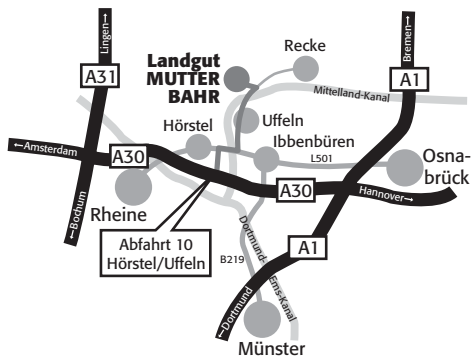 Lingen→
A31
Landgut
MUTTER
BAHR
Recke
Bremen→
A1
Mittelland-Kanal
Uffeln
Hörstel
Ibbenbüren
←Amsterdam
A30
L501
Osna-
brück
Rheine
A30
Hannover→
←Bochum
Abfahrt 10
Hörstel/Uffeln
Dortmund-
Ems-Kanal
B219
A1
←Dortmund
Münster